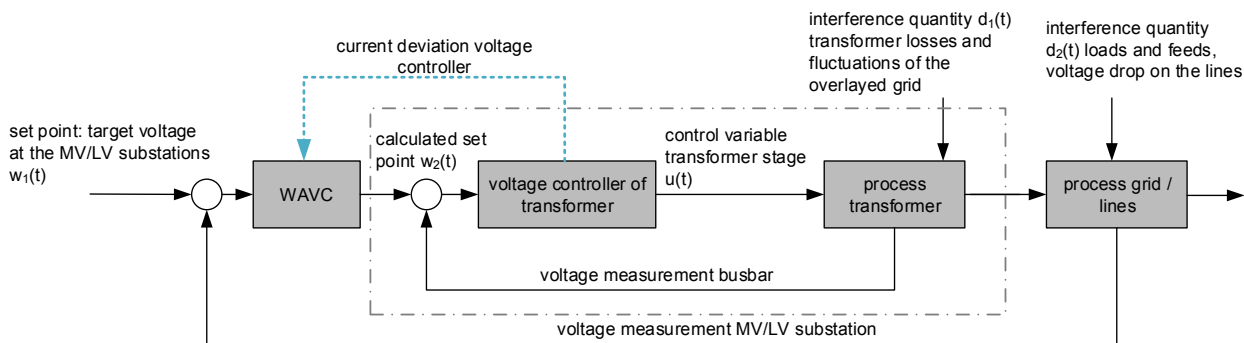 interference quantity d₁(t)
transformer losses and
fluctuations of the
overlayed grid
interference quantity
d₂(t) loads and feeds,
voltage drop on the lines
current deviation voltage
controller
set point: target voltage
at the MV/LV substations
w₁(t)
calculated set
point w₂(t)
control variable
transformer stage
u(t)
WAVC
voltage controller of
transformer
process
transformer
process grid /
lines
voltage measurement busbar
voltage measurement MV/LV substation